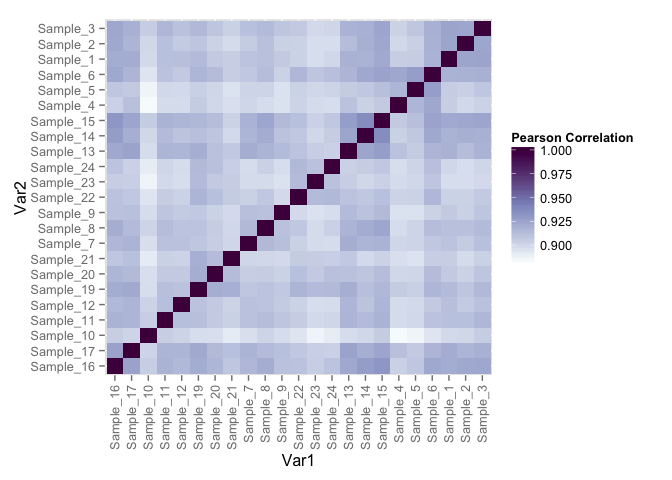 Sample_3
Sample_2
Sample_1
Sample_6
Sample_5
Sample_4
Sample_15
Sample_14
Sample_13
Sample_24
Sample_23
Sample_22
Sample_9
Sample_8
Sample_7
Sample_21
Sample_20
Sample_19
Sample_12
Sample_11
Sample_10
Sample_17
Sample_16
Var2
Sample_16
Sample_17
Sample_10
Sample_11
Sample_12
Sample_19
Sample_20
Sample_21
Sample_7
Sample_8
Sample_9
Sample_22
Sample_23
Sample_24
Sample_13
Sample_14
Sample_15
Sample_4
Sample_5
Sample_6
Sample_1
Sample_2
Sample_3
Var1
Pearson Correlation
1.000
0.975
0.950
0.925
0.900